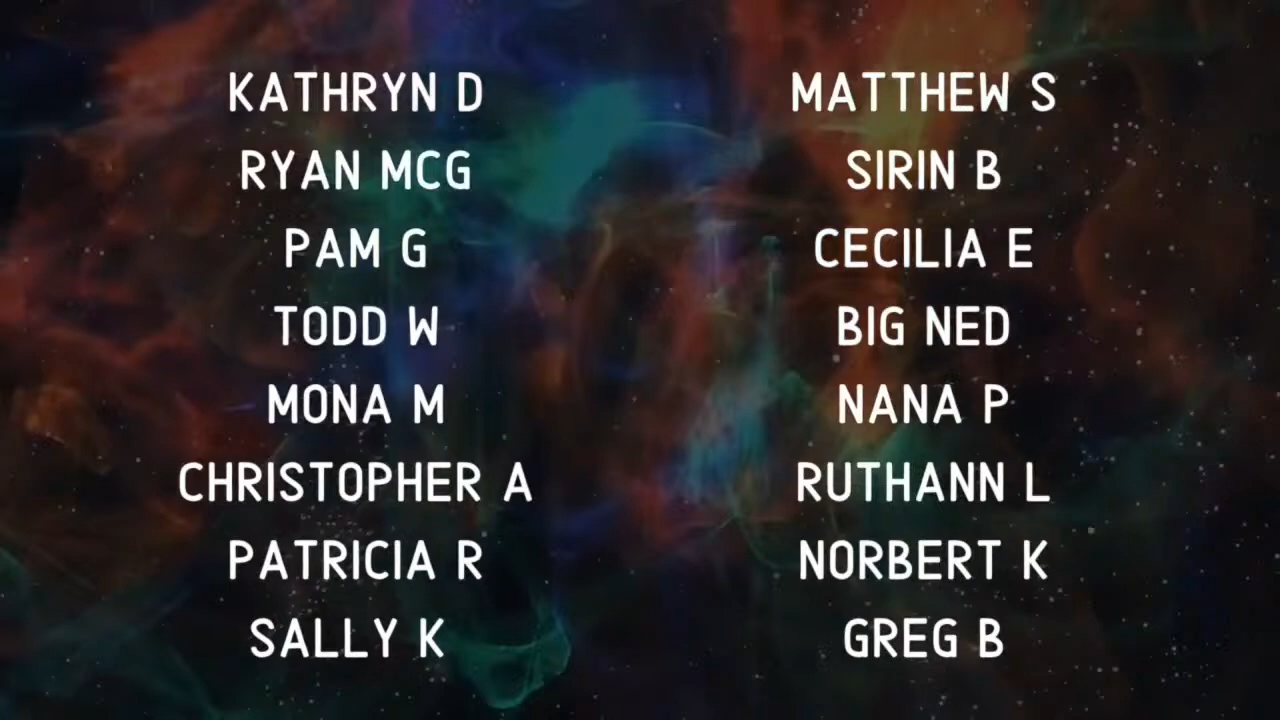 KATHRYN D
RYAN MCG
PAM G
TODD W
MONA M
CHRISTOPHER A
PATRICIA R
SALLY K
MATTHEW S
SIRIN B
CECILIA E
BIG NED
NANA P
RUTHANN L
NORBERT K
GREG B